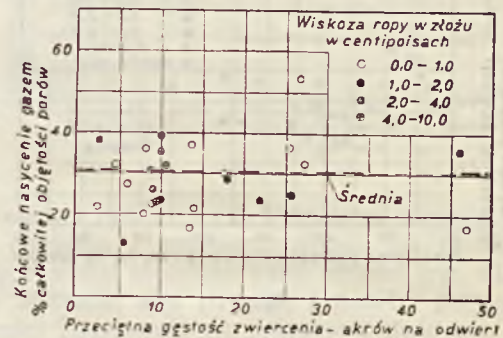 Wiskoza ropy w złożu
w centipoisach
0,0 - 1,0
1,0 - 2,0
2,0 - 4,0
4,0 - 10,0
Średnia
Końcowe nasycenie gazem
% całkowitej objętości porów
60
40
20
0 10 20 30 40 50
Przeciętna gęstość zwiercenia - akrów na odwiert